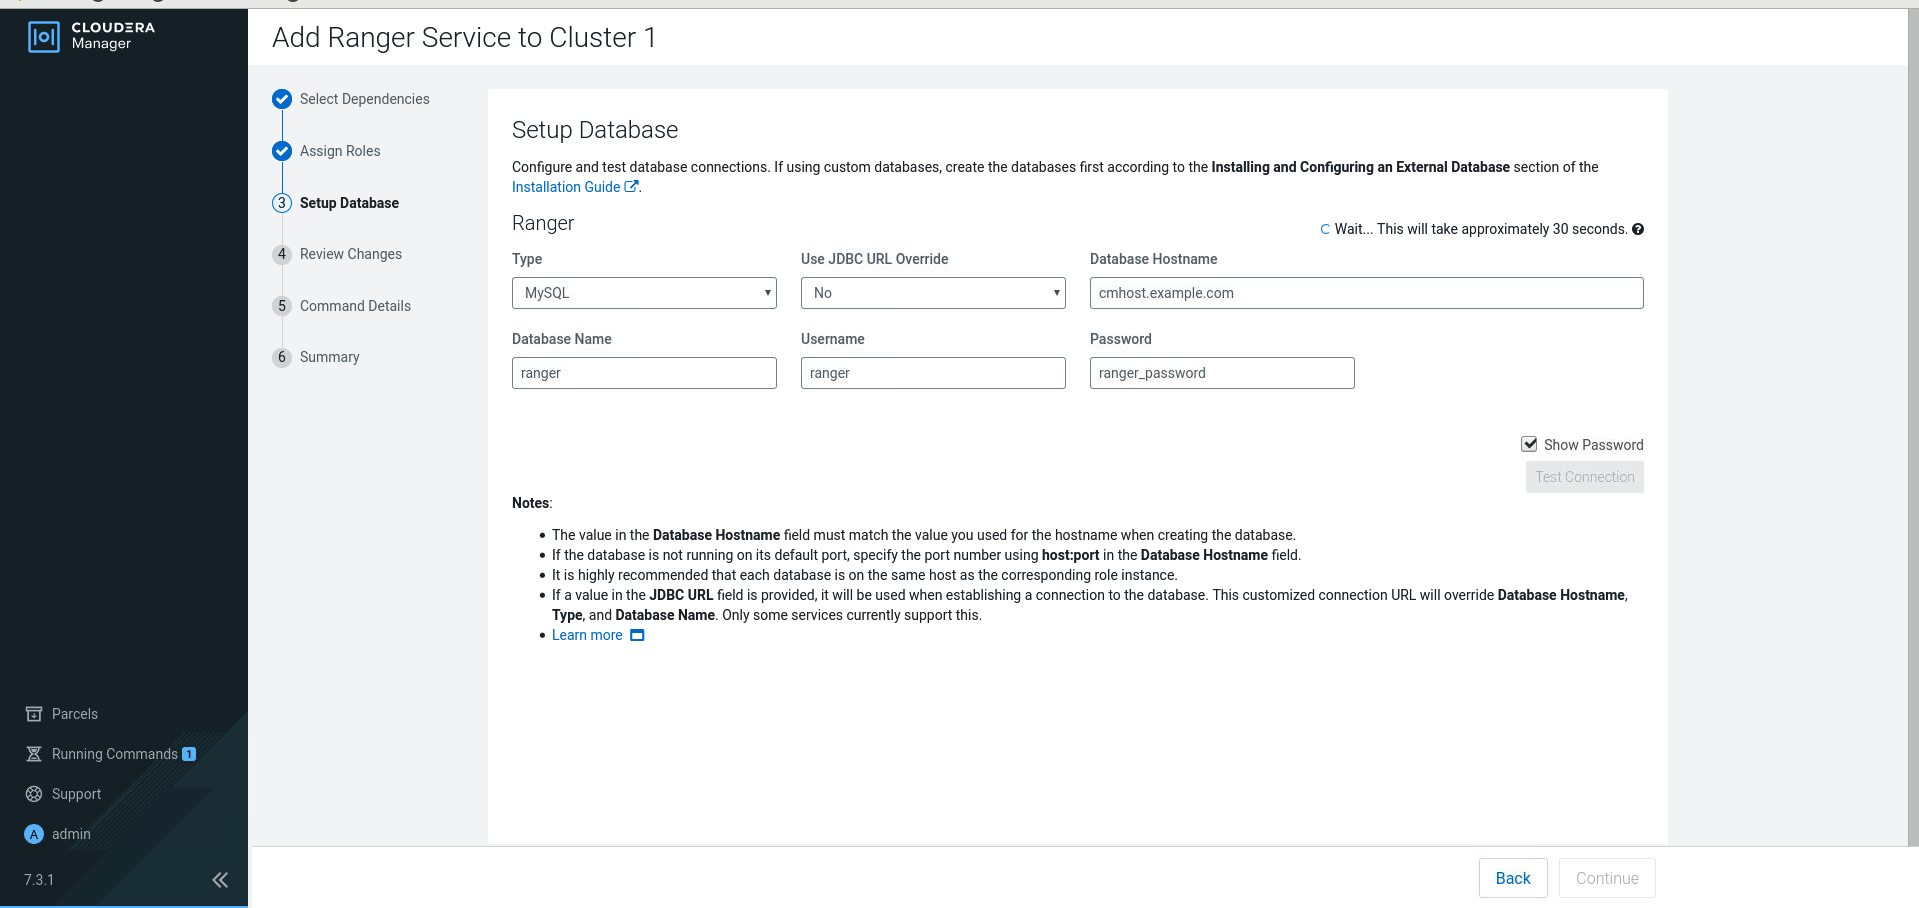 CLOUDERA
Manager
Add Ranger Service to Cluster 1
Select Dependencies
Assign Roles
3 Setup Database
4 Review Changes
5 Command Details
6 Summary
Setup Database
Configure and test database connections. If using custom databases, create the databases first according to the Installing and Configuring an External Database section of the
Installation Guide.
Ranger
Wait... This will take approximately 30 seconds. ?
Type
Use JDBC URL Override
Database Hostname
MySQL
No
cmhost.example.com
Database Name
Username
Password
ranger
ranger
ranger_password
Show Password
Test Connection
Notes:
• The value in the Database Hostname field must match the value you used for the hostname when creating the database.
• If the database is not running on its default port, specify the port number using host:port in the Database Hostname field.
• It is highly recommended that each database is on the same host as the corresponding role instance.
• If a value in the JDBC URL field is provided, it will be used when establishing a connection to the database. This customized connection URL will override Database Hostname,
Type, and Database Name. Only some services currently support this.
• Learn more
Parcels
Running Commands 1
Support
A admin
7.3.1
Back
Continue